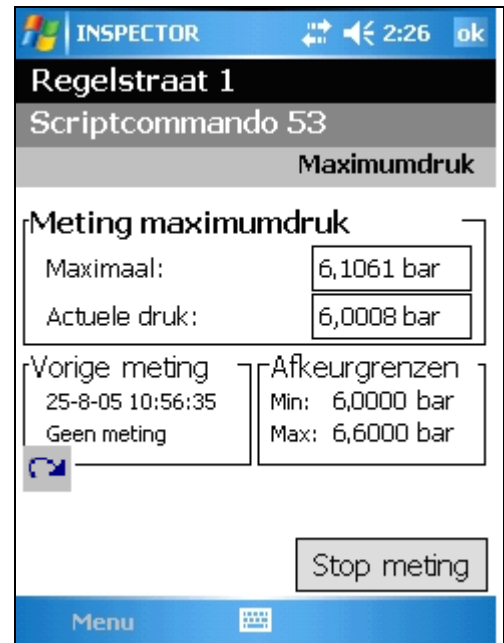 INSPECTOR 2:26 ok
Regelstraat 1
Scriptcommando 53
Maximumdruk
Meting maximumdruk
Maximaal: 6,1061 bar
Actuele druk: 6,0008 bar
Vorige meting
25-8-05 10:56:35
Geen meting
Afkeurgrenzen
Min: 6,0000 bar
Max: 6,6000 bar
Stop meting
Menu